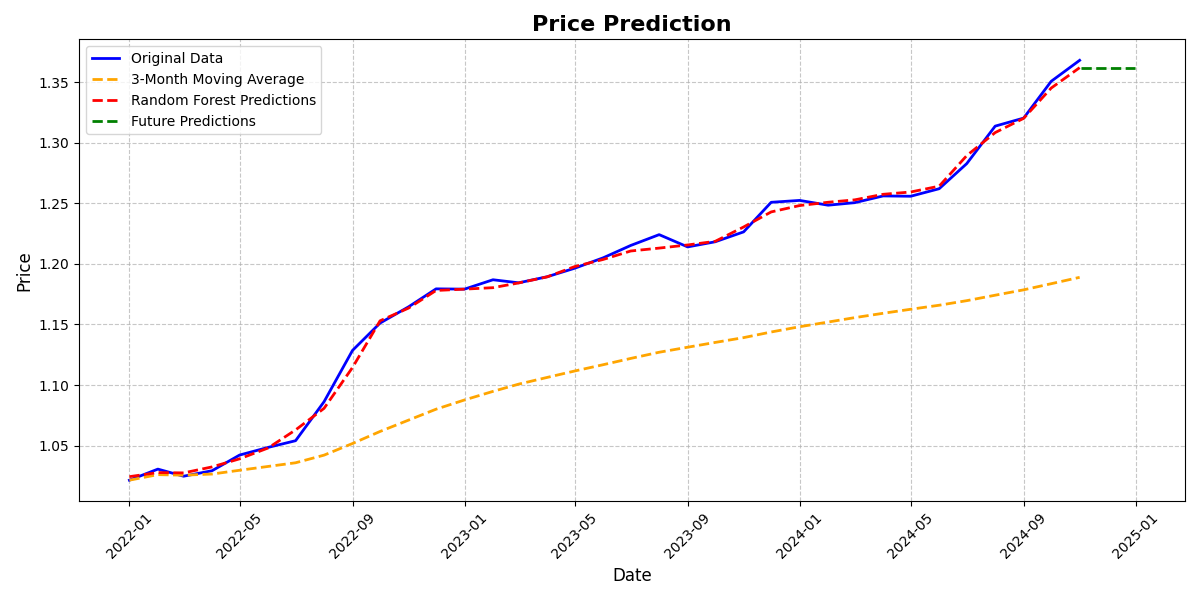 Price Prediction
Original Data
3-Month Moving Average
Random Forest Predictions
Future Predictions
Price
1.35
1.30
1.25
1.20
1.15
1.10
1.05
2022-01
2022-05
2022-09
2023-01
2023-05
2023-09
2024-01
2024-05
2024-09
2025-01
Date